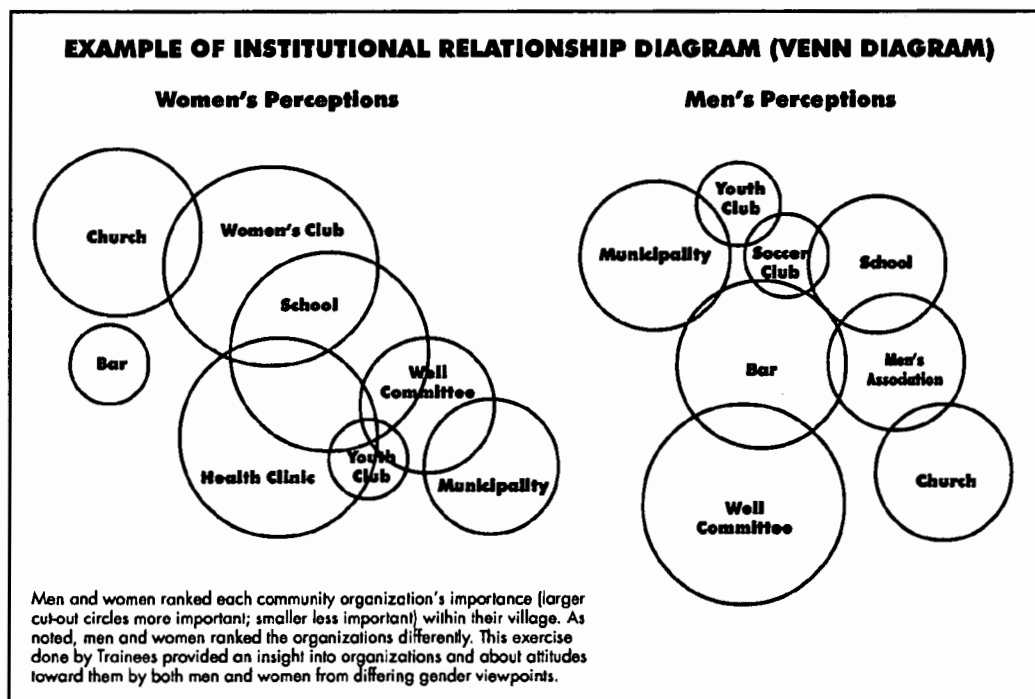 EXAMPLE OF INSTITUTIONAL RELATIONSHIP DIAGRAM (VENN DIAGRAM)
Women's Perceptions
Church
Women's Club
School
Bar
Well
Committee
Health Clinic
Youth
Club
Municipality
Men's Perceptions
Youth
Club
Municipality
Soccer
Club
School
Bar
Men's
Association
Church
Well
Committee
Men and women ranked each community organization's importance (larger
cut-out circles more important; smaller less important) within their village. As
noted, men and women ranked the organizations differently. This exercise
done by Trainees provided an insight into organizations and about attitudes
toward them by both men and women from differing gender viewpoints.